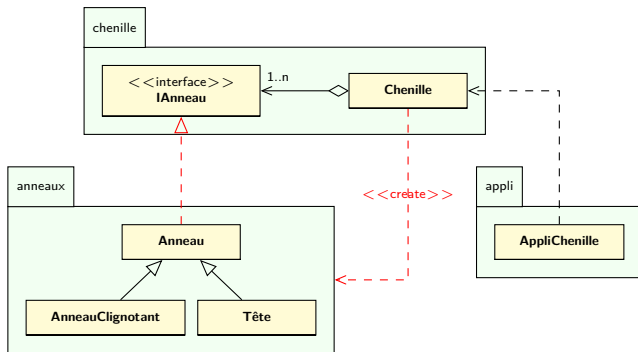 chenille
<<interface>>
IAnneau
1..n
Chenille
anneaux
<<create>>
appli
Anneau
AppliChenille
AnneauClignotant
Tête